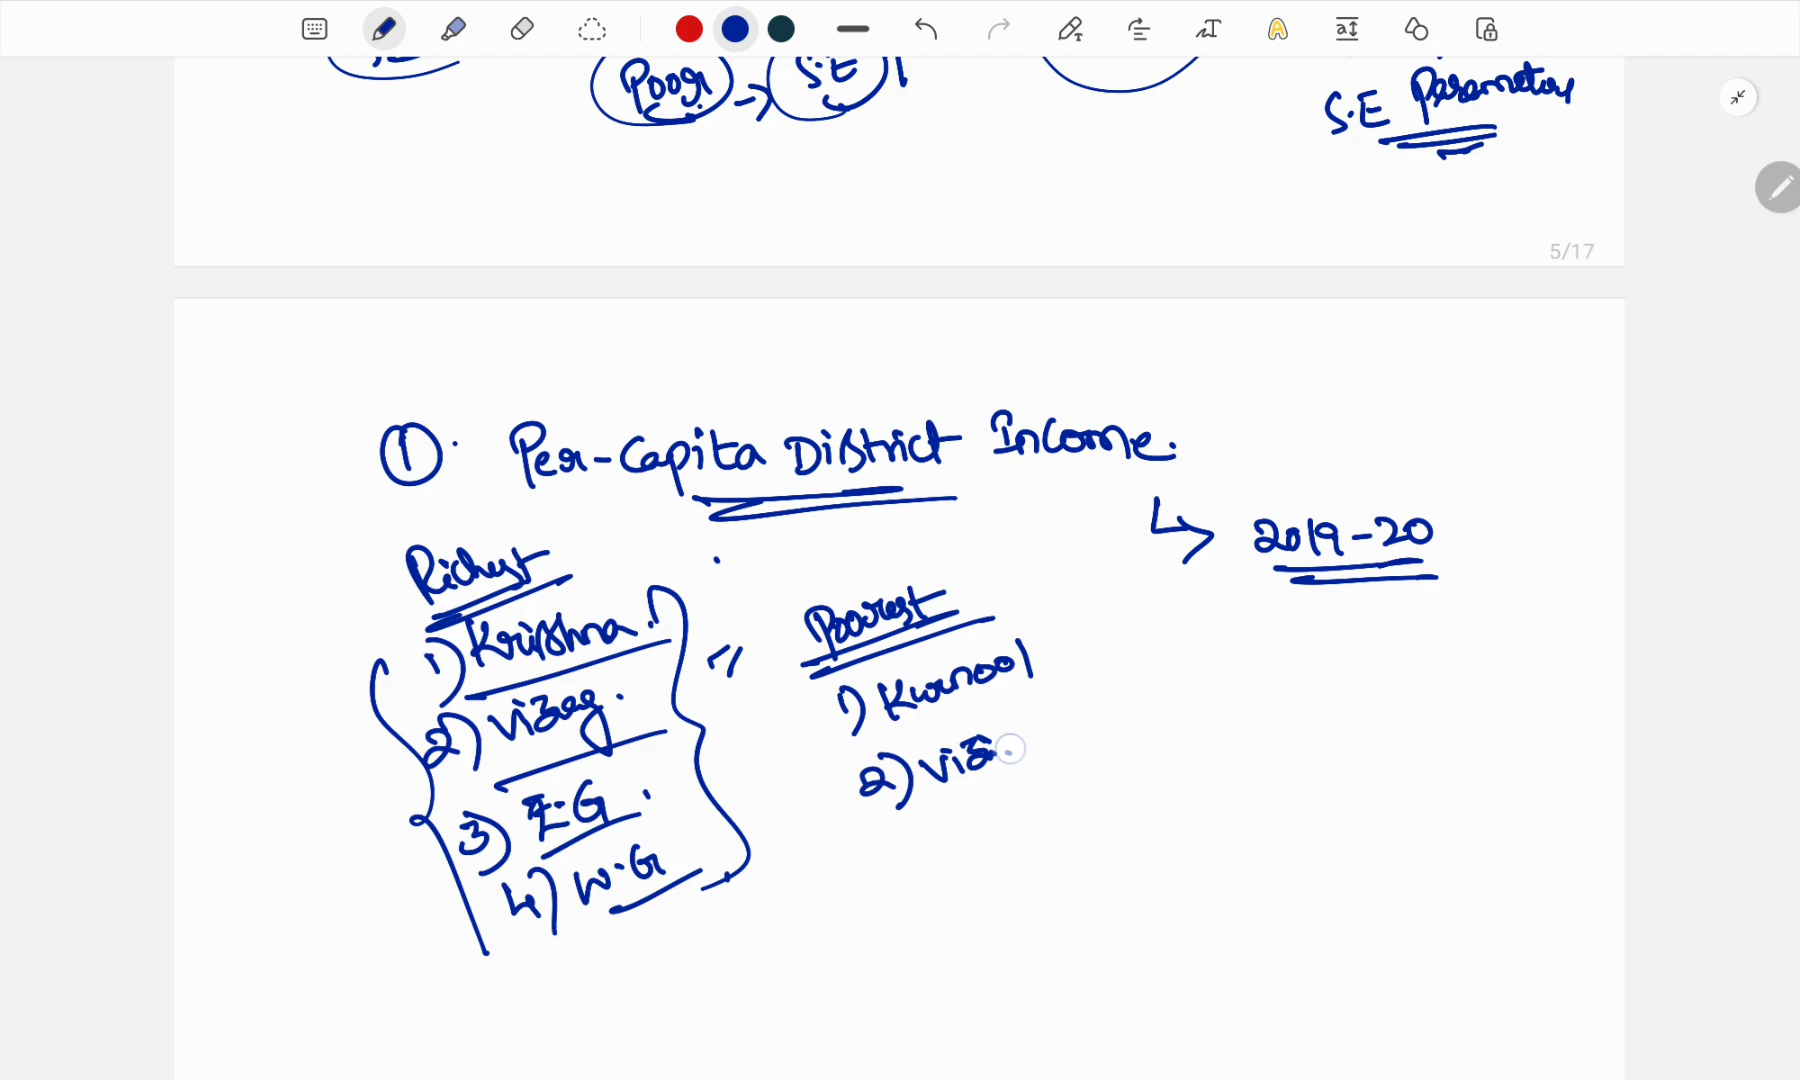 Poor → S.E
S.E Parameters
5/17
① Per-Capita District Income.
↳ 2019-20
Richest
1) Krishna
2) Vizag.
3) E.G.
4) W.G
Poorest
1) Kurnool
2) Viz